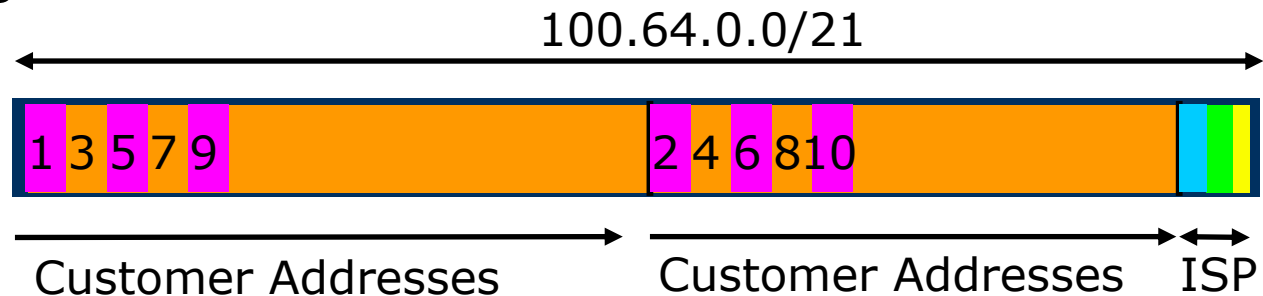 100.64.0.0/21
1 3 5 7 9 2 4 6 8 10
Customer Addresses Customer Addresses ISP